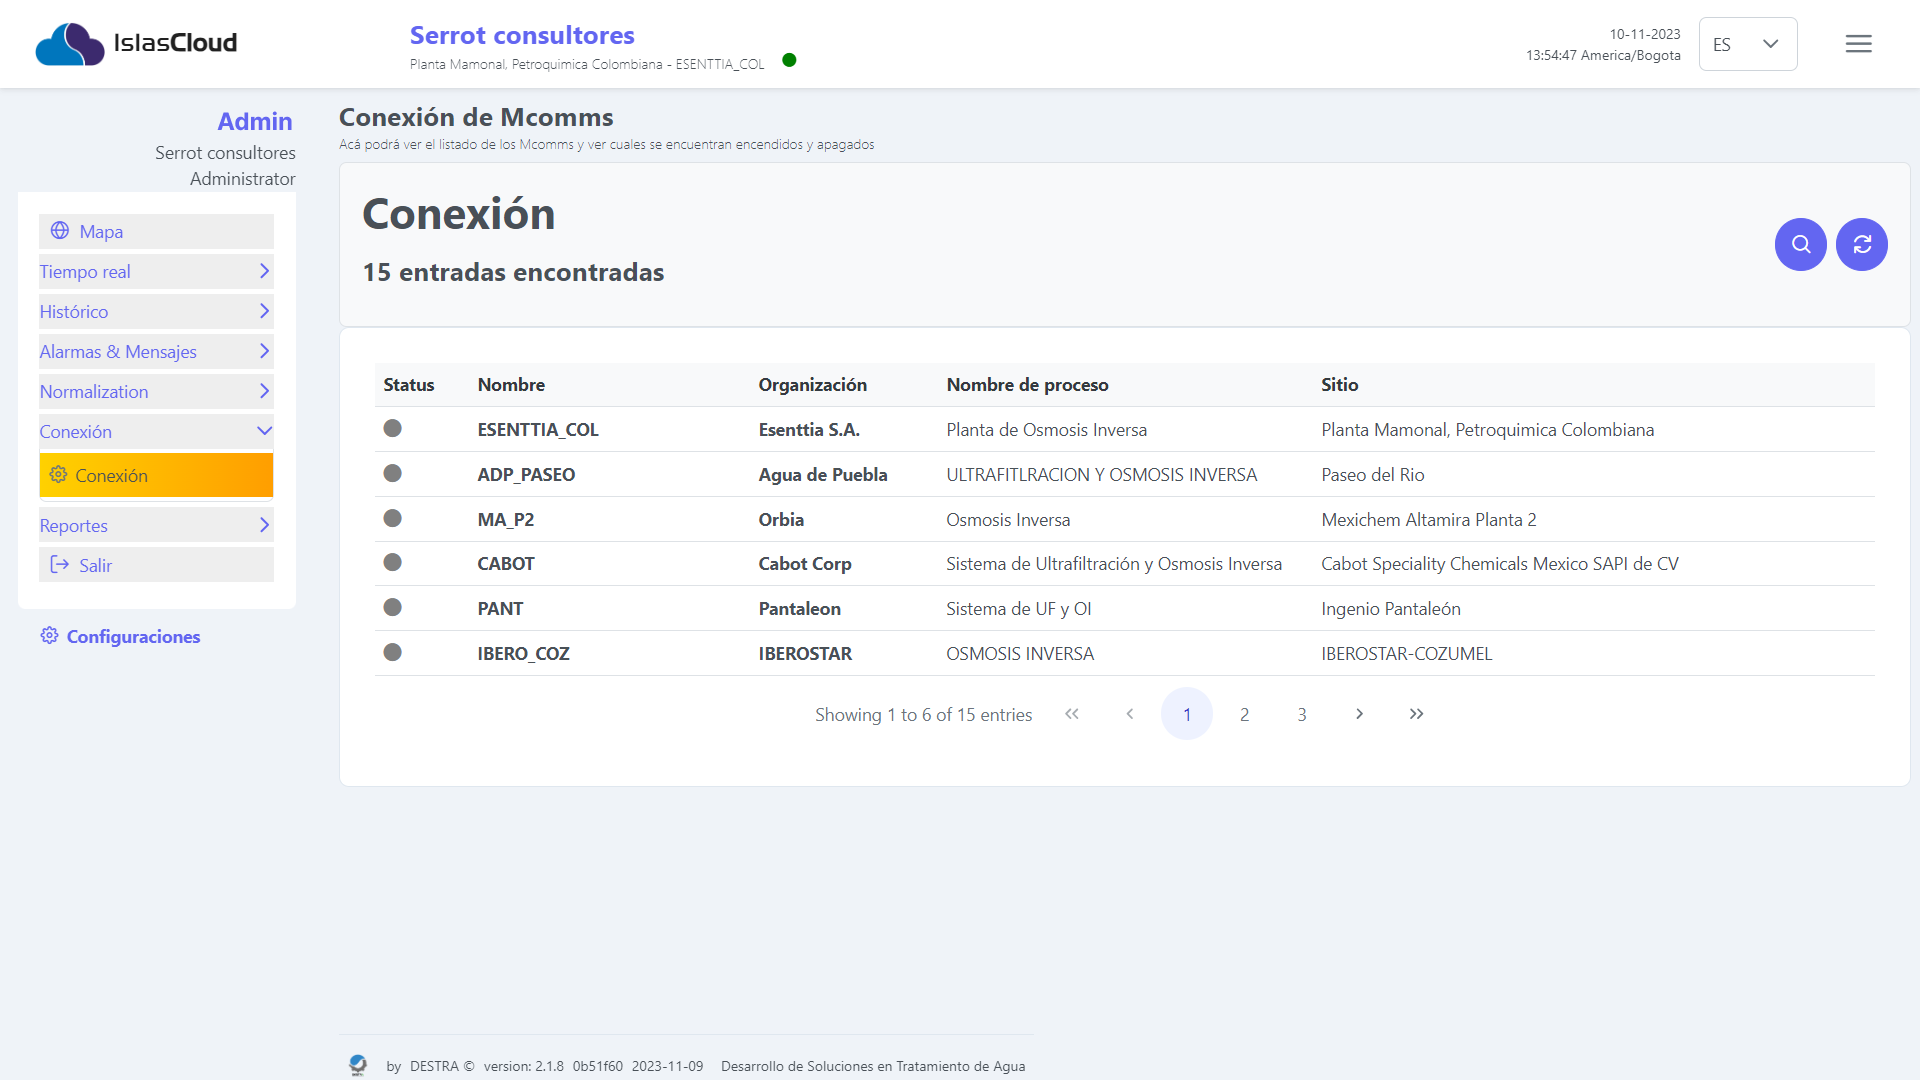 IslasCloud
Serrot consultores
Planta Mamonal, Petroquimica Colombiana - ESENTTIA_COL
10-11-2023
13:54:47 America/Bogota
ES
Admin
Serrot consultores
Administrator
Mapa
Tiempo real
Histórico
Alarmas & Mensajes
Normalization
Conexión
Conexión
Reportes
Salir
Configuraciones
Conexión de Mcomms
Acá podrá ver el listado de los Mcomms y ver cuales se encuentran encendidos y apagados
Conexión
15 entradas encontradas
Status Nombre Organización Nombre de proceso Sitio
ESENTTIA_COL Esenttia S.A. Planta de Osmosis Inversa Planta Mamonal, Petroquimica Colombiana
ADP_PASEO Agua de Puebla ULTRAFITLRACION Y OSMOSIS INVERSA Paseo del Rio
MA_P2 Orbia Osmosis Inversa Mexichem Altamira Planta 2
CABOT Cabot Corp Sistema de Ultrafiltración y Osmosis Inversa Cabot Speciality Chemicals Mexico SAPI de CV
PANT Pantaleon Sistema de UF y OI Ingenio Pantaleón
IBERO_COZ IBEROSTAR OSMOSIS INVERSA IBEROSTAR-COZUMEL
Showing 1 to 6 of 15 entries 1 2 3
by DESTRA © version: 2.1.8 0b51f60 2023-11-09 Desarrollo de Soluciones en Tratamiento de Agua